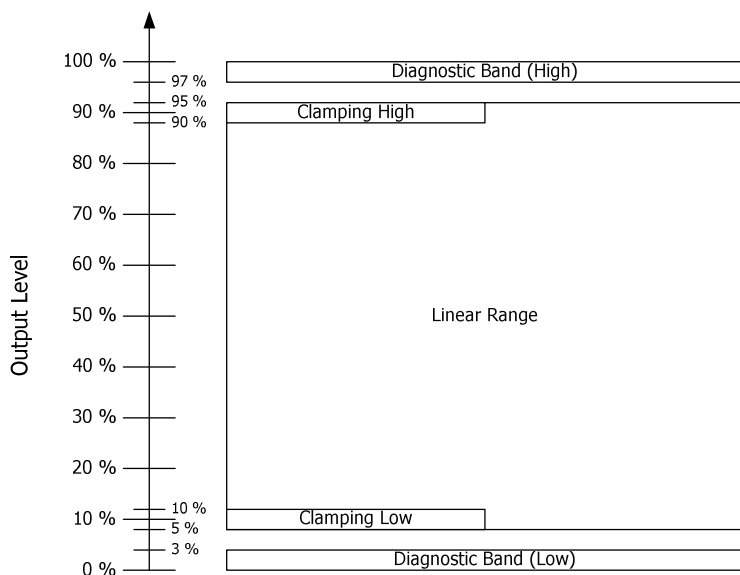 100 %
Diagnostic Band (High)
97 %
95 %
90 %
Clamping High
90 %
80 %
70 %
60 %
Output Level
50 %
Linear Range
40 %
30 %
20 %
10 %
10 %
Clamping Low
5 %
3 %
Diagnostic Band (Low)
0 %